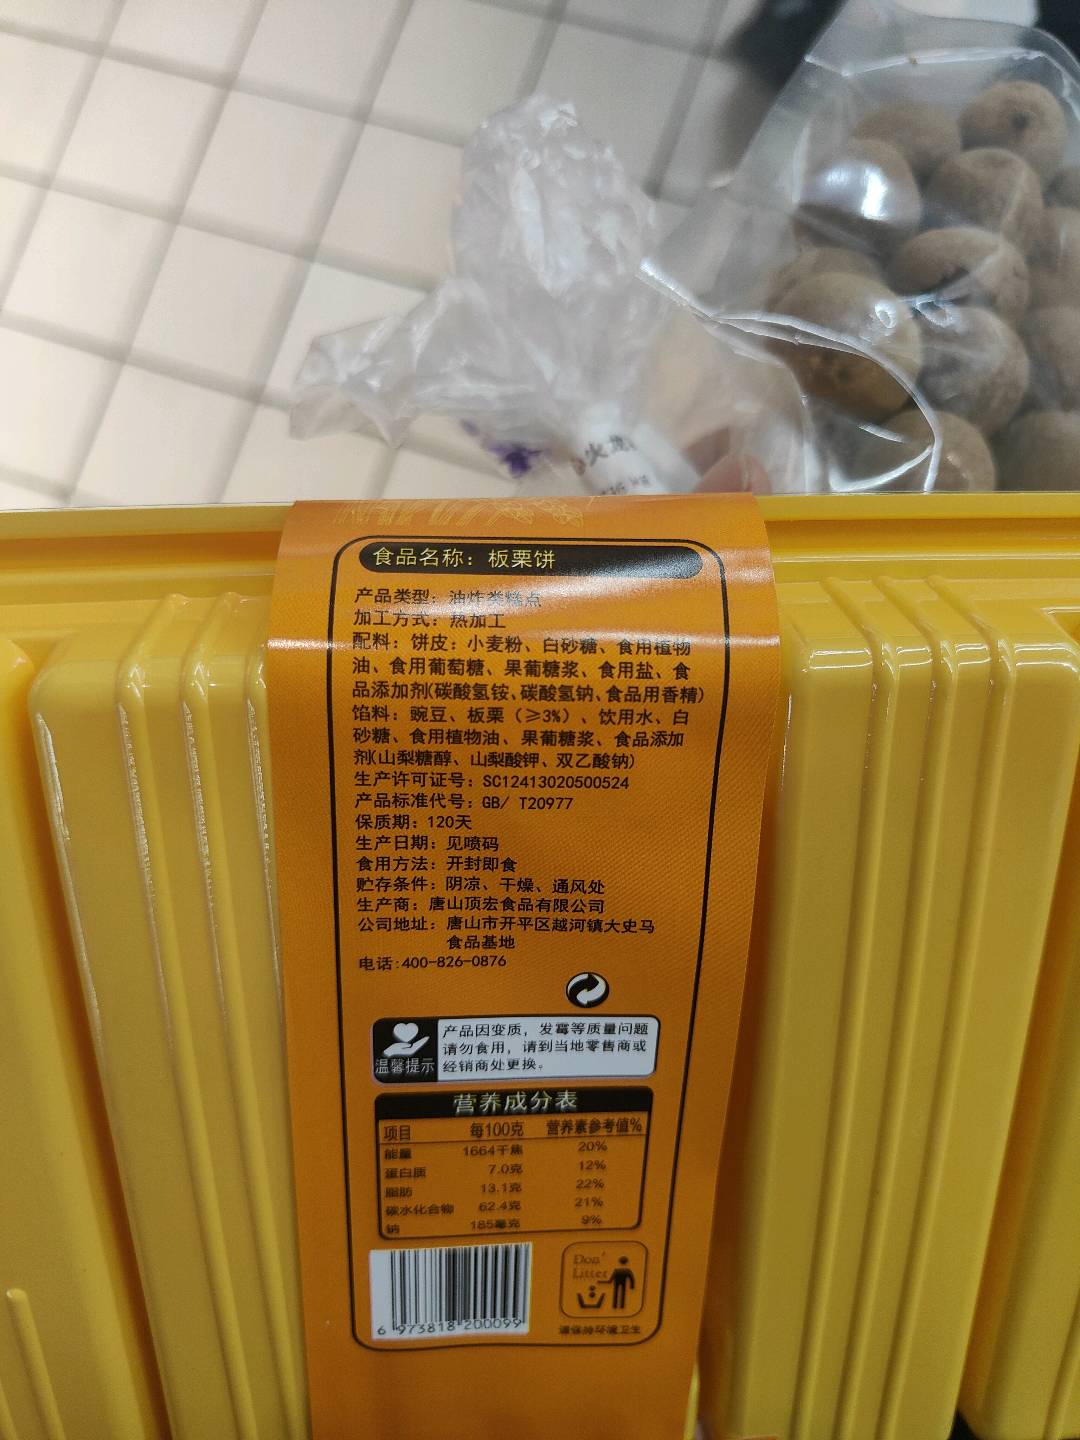 火龙
食品名称：板栗饼
产品类型：油炸类糕点
加工方式：热加工
配料：饼皮：小麦粉、白砂糖、食用植物
油、食用葡萄糖、果葡糖浆、食用盐、食
品添加剂(碳酸氢铵、碳酸氢钠、食品用香精)
馅料：豌豆、板栗（≥3%）、饮用水、白
砂糖、食用植物油、果葡糖浆、食品添加
剂(山梨糖醇、山梨酸钾、双乙酸钠)
生产许可证号：SC12413020500524
产品标准代号：GB/ T20977
保质期：120天
生产日期：见喷码
食用方法：开封即食
贮存条件：阴凉、干燥、通风处
生产商：唐山顶宏食品有限公司
公司地址：唐山市开平区越河镇大史马
食品基地
电话:400-826-0876
温馨提示
产品因变质，发霉等质量问题
请勿食用，请到当地零售商或
经销商处更换。
营养成分表
项目 每100克 营养素参考值%
能量 1664千焦 20%
蛋白质 7.0克 12%
脂肪 13.1克 22%
碳水化合物 62.4克 21%
钠 185毫克 9%
6 973818 200099
Don'
Litter
请保持环境卫生